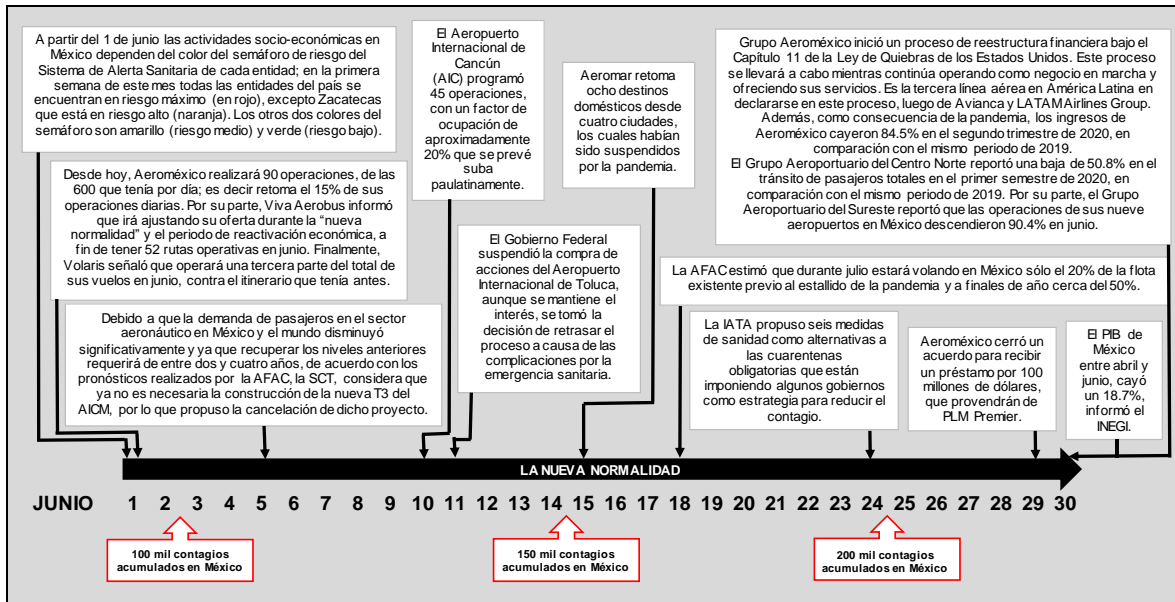 A partir del 1 de junio las actividades socio-económicas en
México dependen del color del semáforo de riesgo del
Sistema de Alerta Sanitaria de cada entidad; en la primera
semana de este mes todas las entidades del país se
encuentran en riesgo máximo (en rojo), excepto Zacatecas
que está en riesgo alto (naranja). Los otros dos colores del
semáforo son amarillo (riesgo medio) y verde (riesgo bajo).
Desde hoy, Aeroméxico realizará 90 operaciones, de las
600 que tenía por día; es decir retoma el 15% de sus
operaciones diarias. Por su parte, Viva Aerobus informó
que irá ajustando su oferta durante la “nueva
normalidad” y el periodo de reactivación económica, a
fin de tener 52 rutas operativas en junio. Finalmente,
Volaris señaló que operará una tercera parte del total de
sus vuelos en junio, contra el itinerario que tenía antes.
Debido a que la demanda de pasajeros en el sector
aeronáutico en México y el mundo disminuyó
significativamente y ya que recuperar los niveles anteriores
requerirá de entre dos y cuatro años, de acuerdo con los
pronósticos realizados por la AFAC, la SCT, considera que
ya no es necesaria la construcción de la nueva T3 del
AICM, por lo que propuso la cancelación de dicho proyecto.
El Aeropuerto
Internacional de
Cancún
(AIC) programó
45 operaciones,
con un factor de
ocupación de
aproximadamente
20% que se prevé
suba
paulatinamente.
El Gobierno Federal
suspendió la compra de
acciones del Aeropuerto
Internacional de Toluca,
aunque se mantiene el
interés, se tomó la
decisión de retrasar el
proceso a causa de las
complicaciones por la
emergencia sanitaria.
Aeromar retoma
ocho destinos
domésticos desde
cuatro ciudades,
los cuales habían
sido suspendidos
por la pandemia.
Grupo Aeroméxico inició un proceso de reestructura financiera bajo el
Capítulo 11 de la Ley de Quiebras de los Estados Unidos. Este proceso
se llevará a cabo mientras continúa operando como negocio en marcha y
ofreciendo sus servicios. Es la tercera línea aérea en América Latina en
declararse en este proceso, luego de Avianca y LATAM Airlines Group.
Además, como consecuencia de la pandemia, los ingresos de
Aeroméxico cayeron 84.5% en el segundo trimestre de 2020, en
comparación con el mismo periodo de 2019.
El Grupo Aeroportuario del Centro Norte reportó una baja de 50.8% en el
tránsito de pasajeros totales en el primer semestre de 2020, en
comparación con el mismo periodo de 2019. Por su parte, el Grupo
Aeroportuario del Sureste reportó que las operaciones de sus nueve
aeropuertos en México descendieron 90.4% en junio.
La AFAC estimó que durante julio estará volando en México sólo el 20% de la flota
existente previo al estallido de la pandemia y a finales de año cerca del 50%.
La IATA propuso seis medidas
de sanidad como alternativas a
las cuarentenas
obligatorias que están
imponiendo algunos gobiernos
como estrategia para reducir el
contagio.
Aeroméxico cerró un
acuerdo para recibir
un préstamo por 100
millones de dólares,
que provendrán de
PLM Premier.
El PIB de
México
entre abril y
junio, cayó
un 18.7%,
informó el
INEGI.
LA NUEVA NORMALIDAD
JUNIO 1 2 3 4 5 6 7 8 9 10 11 12 13 14 15 16 17 18 19 20 21 22 23 24 25 26 27 28 29 30
100 mil contagios
acumulados en México
150 mil contagios
acumulados en México
200 mil contagios
acumulados en México